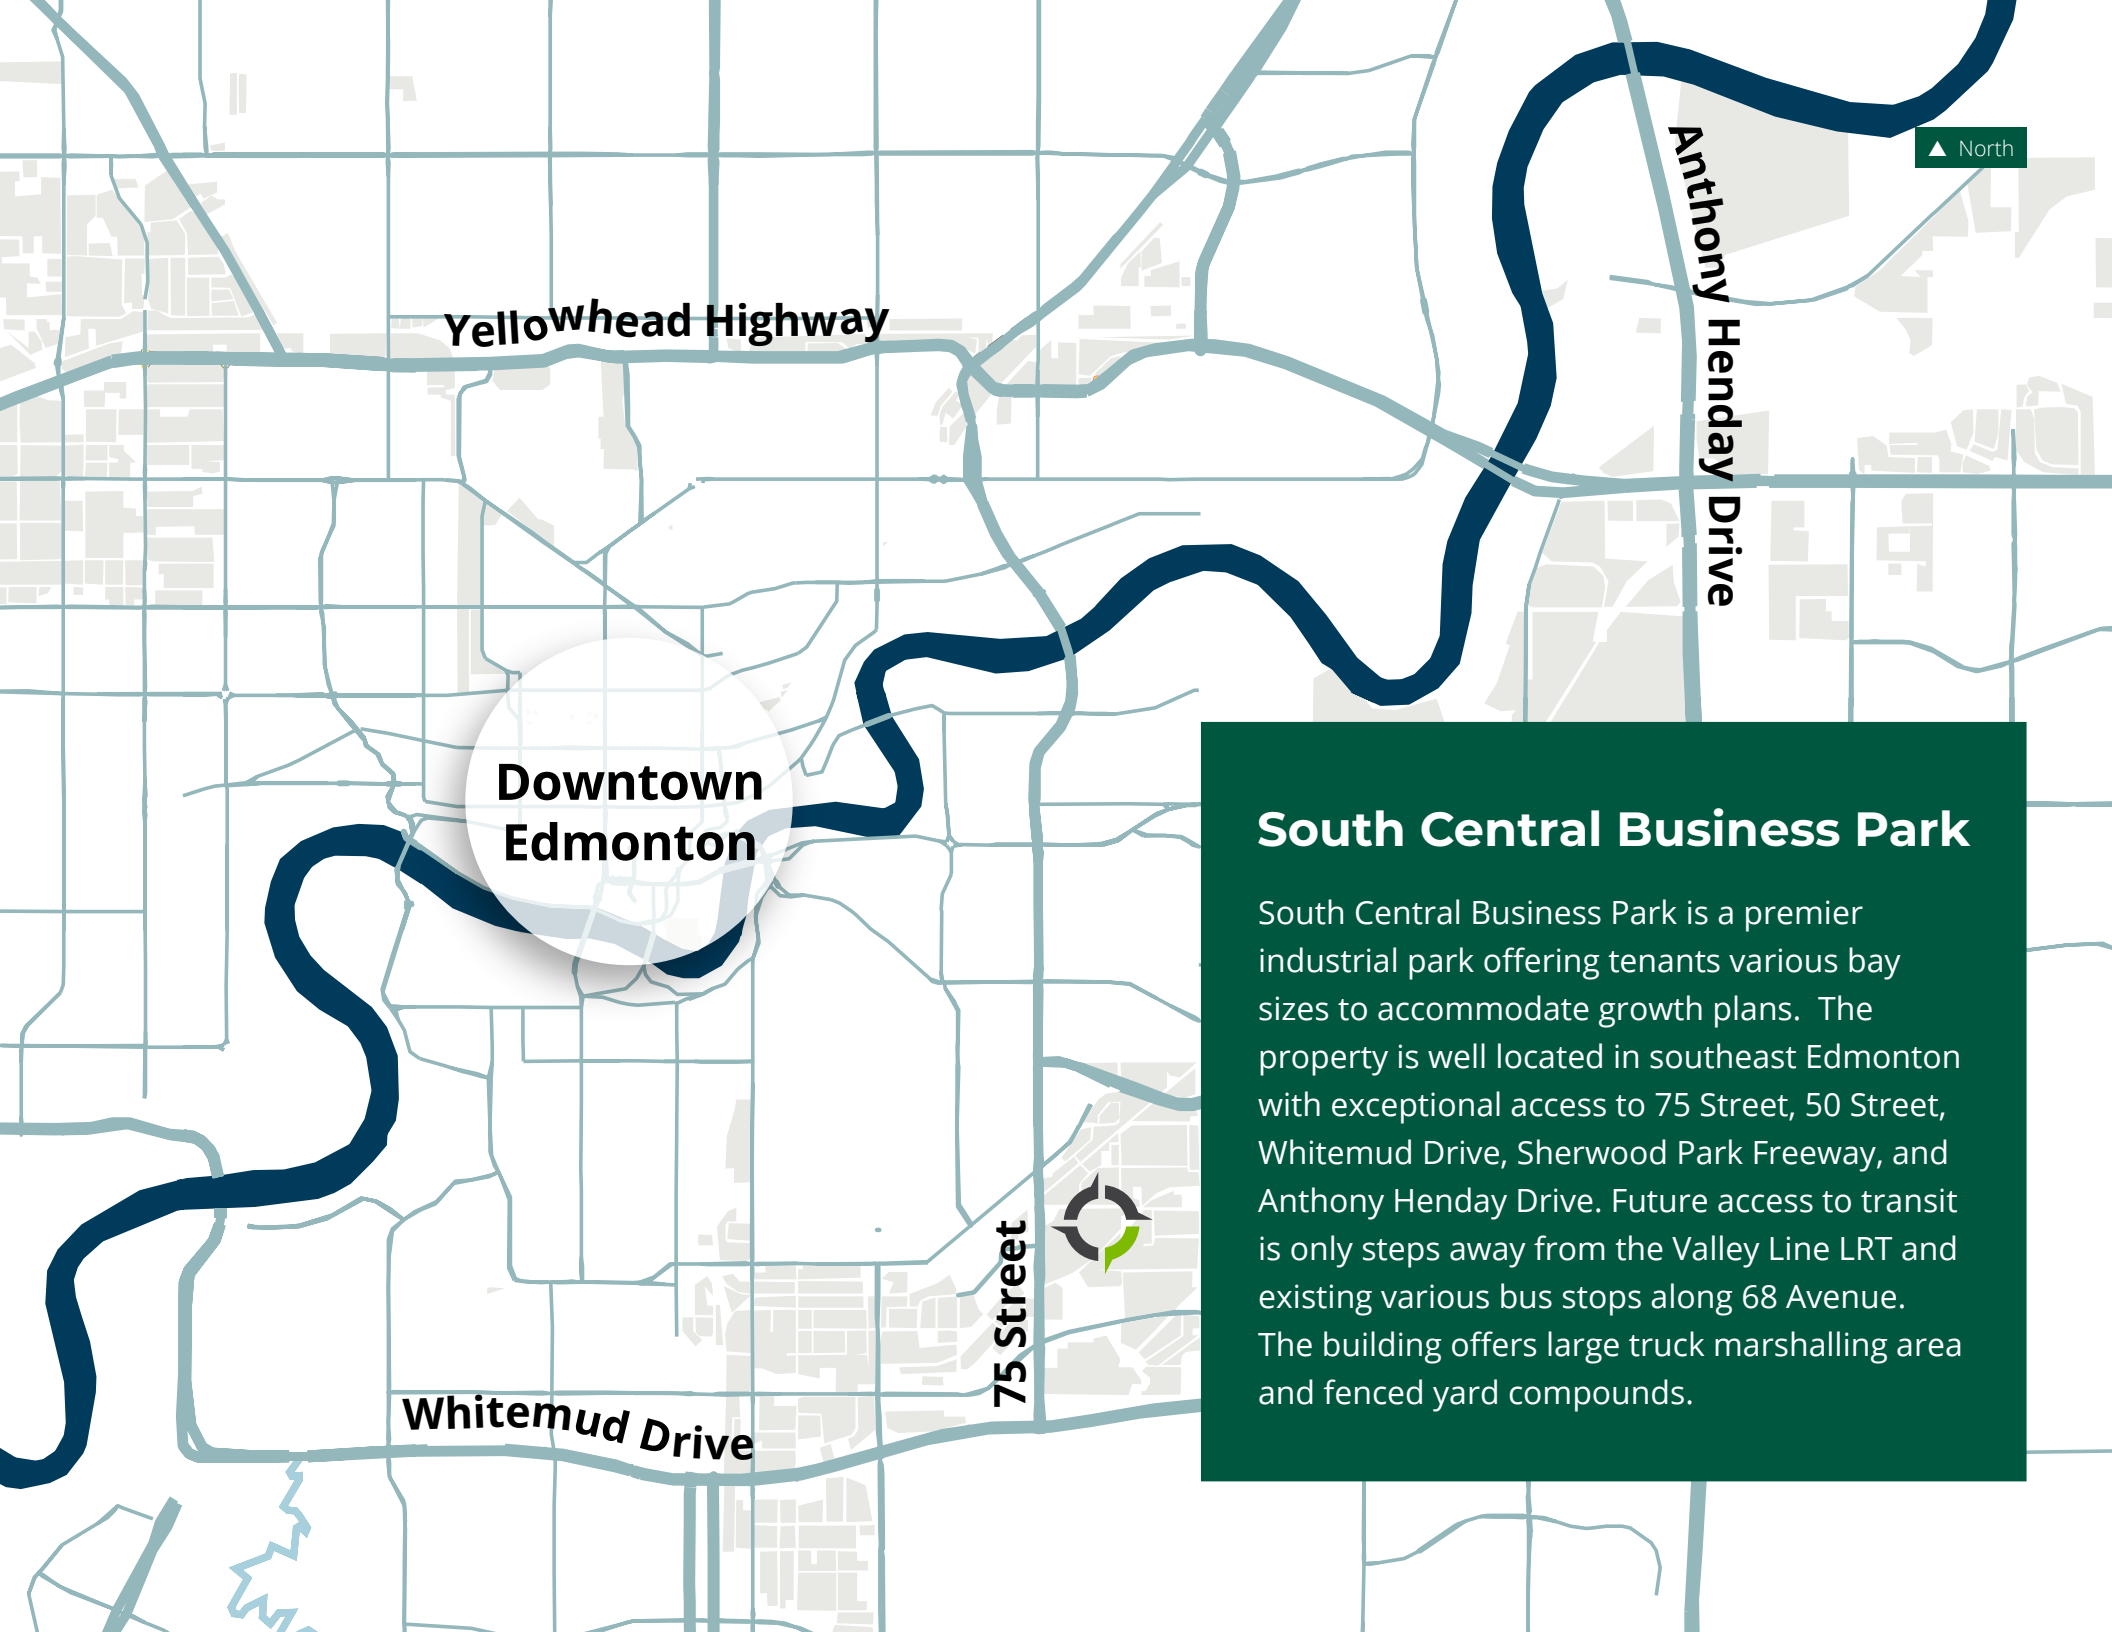 North
Anthony Henday Drive
Yellowhead Highway
Downtown
Edmonton
South Central Business Park
South Central Business Park is a premier
industrial park offering tenants various bay
sizes to accommodate growth plans.  The
property is well located in southeast Edmonton
with exceptional access to 75 Street, 50 Street,
Whitemud Drive, Sherwood Park Freeway, and
Anthony Henday Drive. Future access to transit
is only steps away from the Valley Line LRT and
existing various bus stops along 68 Avenue.
The building offers large truck marshalling area
and fenced yard compounds.
75 Street
Whitemud Drive